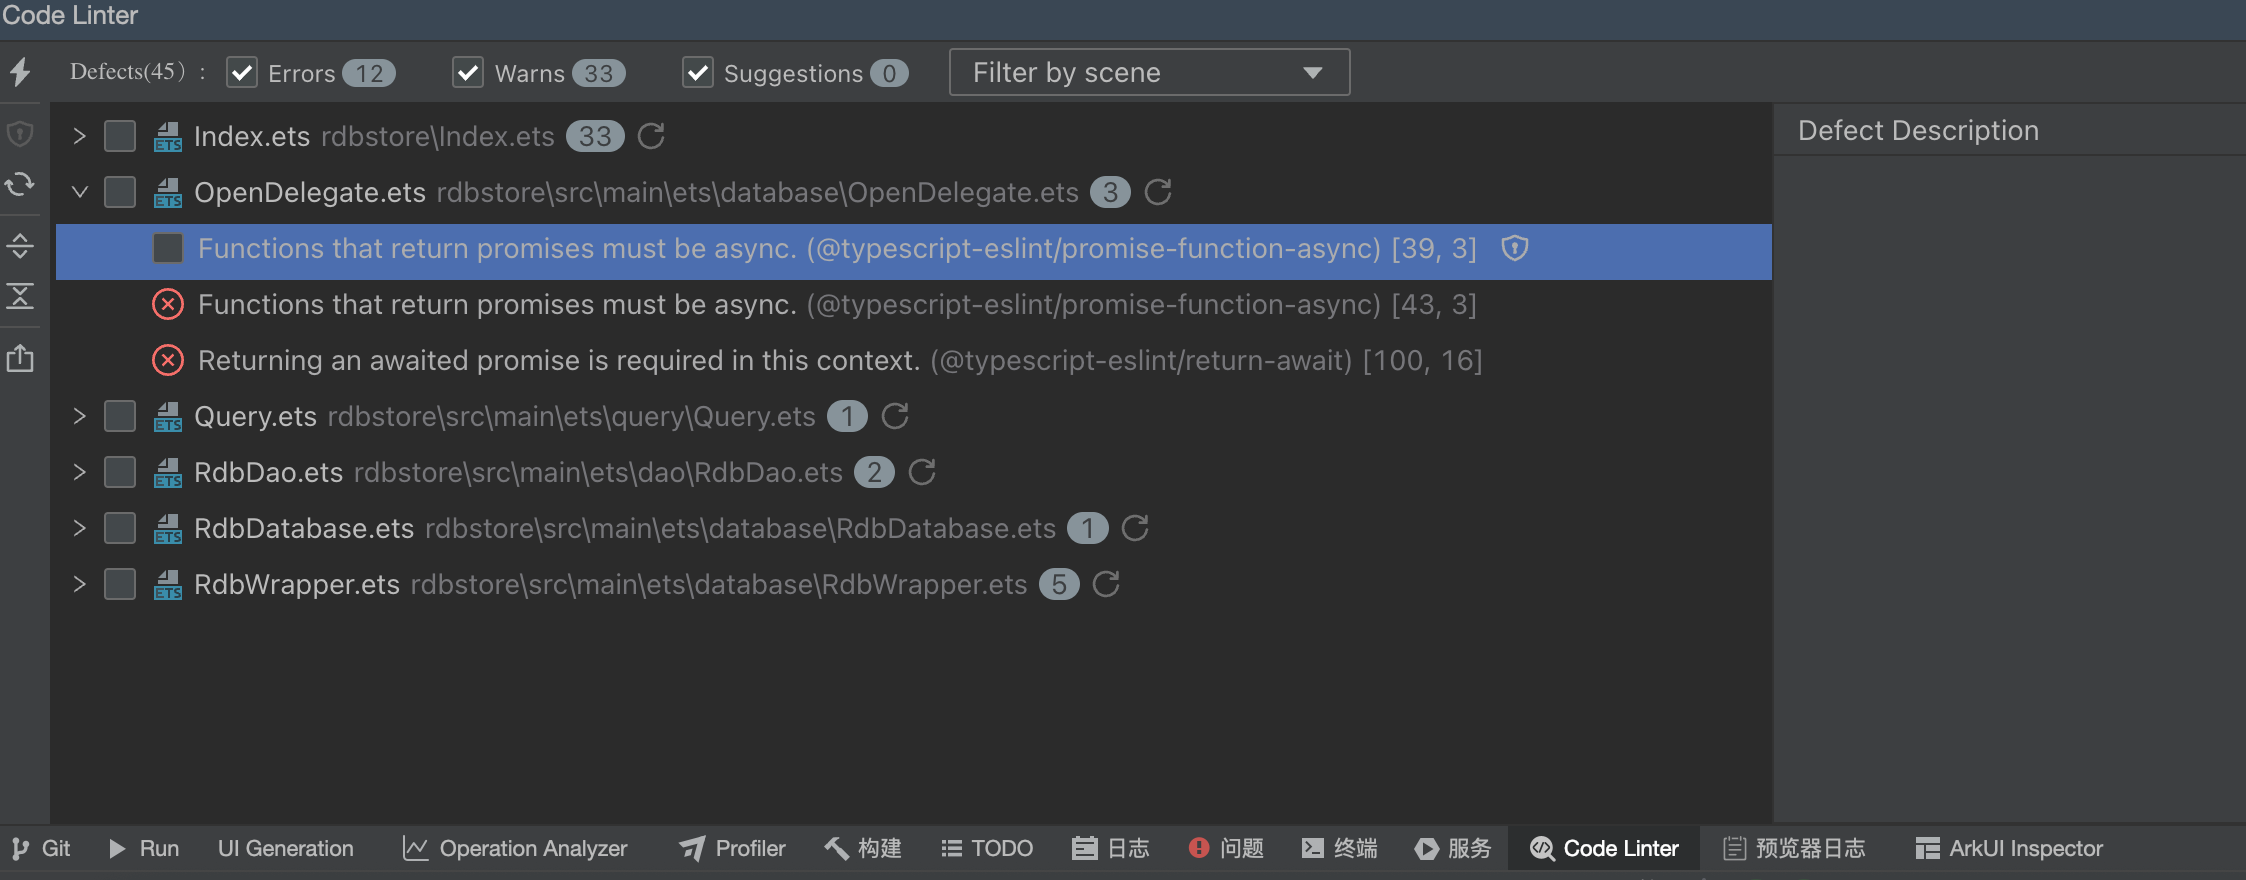 Code Linter
Defects(45) : Errors 12 Warns 33 Suggestions 0 Filter by scene
Index.ets rdbstore\Index.ets 33
Defect Description
OpenDelegate.ets rdbstore\src\main\ets\database\OpenDelegate.ets 3
Functions that return promises must be async. (@typescript-eslint/promise-function-async) [39, 3]
Functions that return promises must be async. (@typescript-eslint/promise-function-async) [43, 3]
Returning an awaited promise is required in this context. (@typescript-eslint/return-await) [100, 16]
Query.ets rdbstore\src\main\ets\query\Query.ets 1
RdbDao.ets rdbstore\src\main\ets\dao\RdbDao.ets 2
RdbDatabase.ets rdbstore\src\main\ets\database\RdbDatabase.ets 1
RdbWrapper.ets rdbstore\src\main\ets\database\RdbWrapper.ets 5
Git Run UI Generation Operation Analyzer Profiler 构建 TODO 日志 问题 终端 服务 Code Linter 预览器日志 ArkUI Inspector